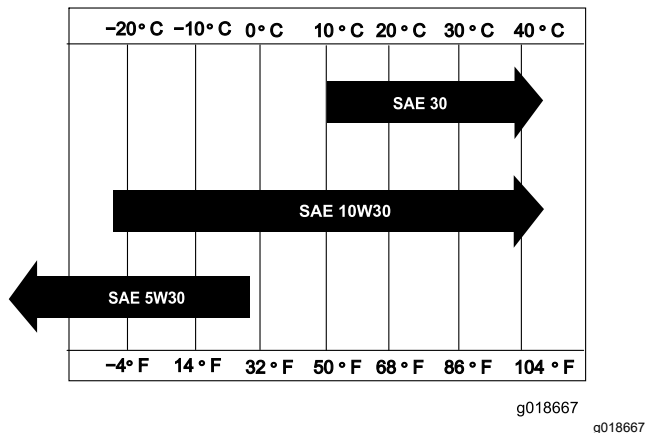 −20° C −10° C 0° C 10° C 20° C 30° C 40° C
SAE 30
SAE 10W30
SAE 5W30
−4° F 14° F 32° F 50° F 68° F 86° F 104° F
g018667
g018667